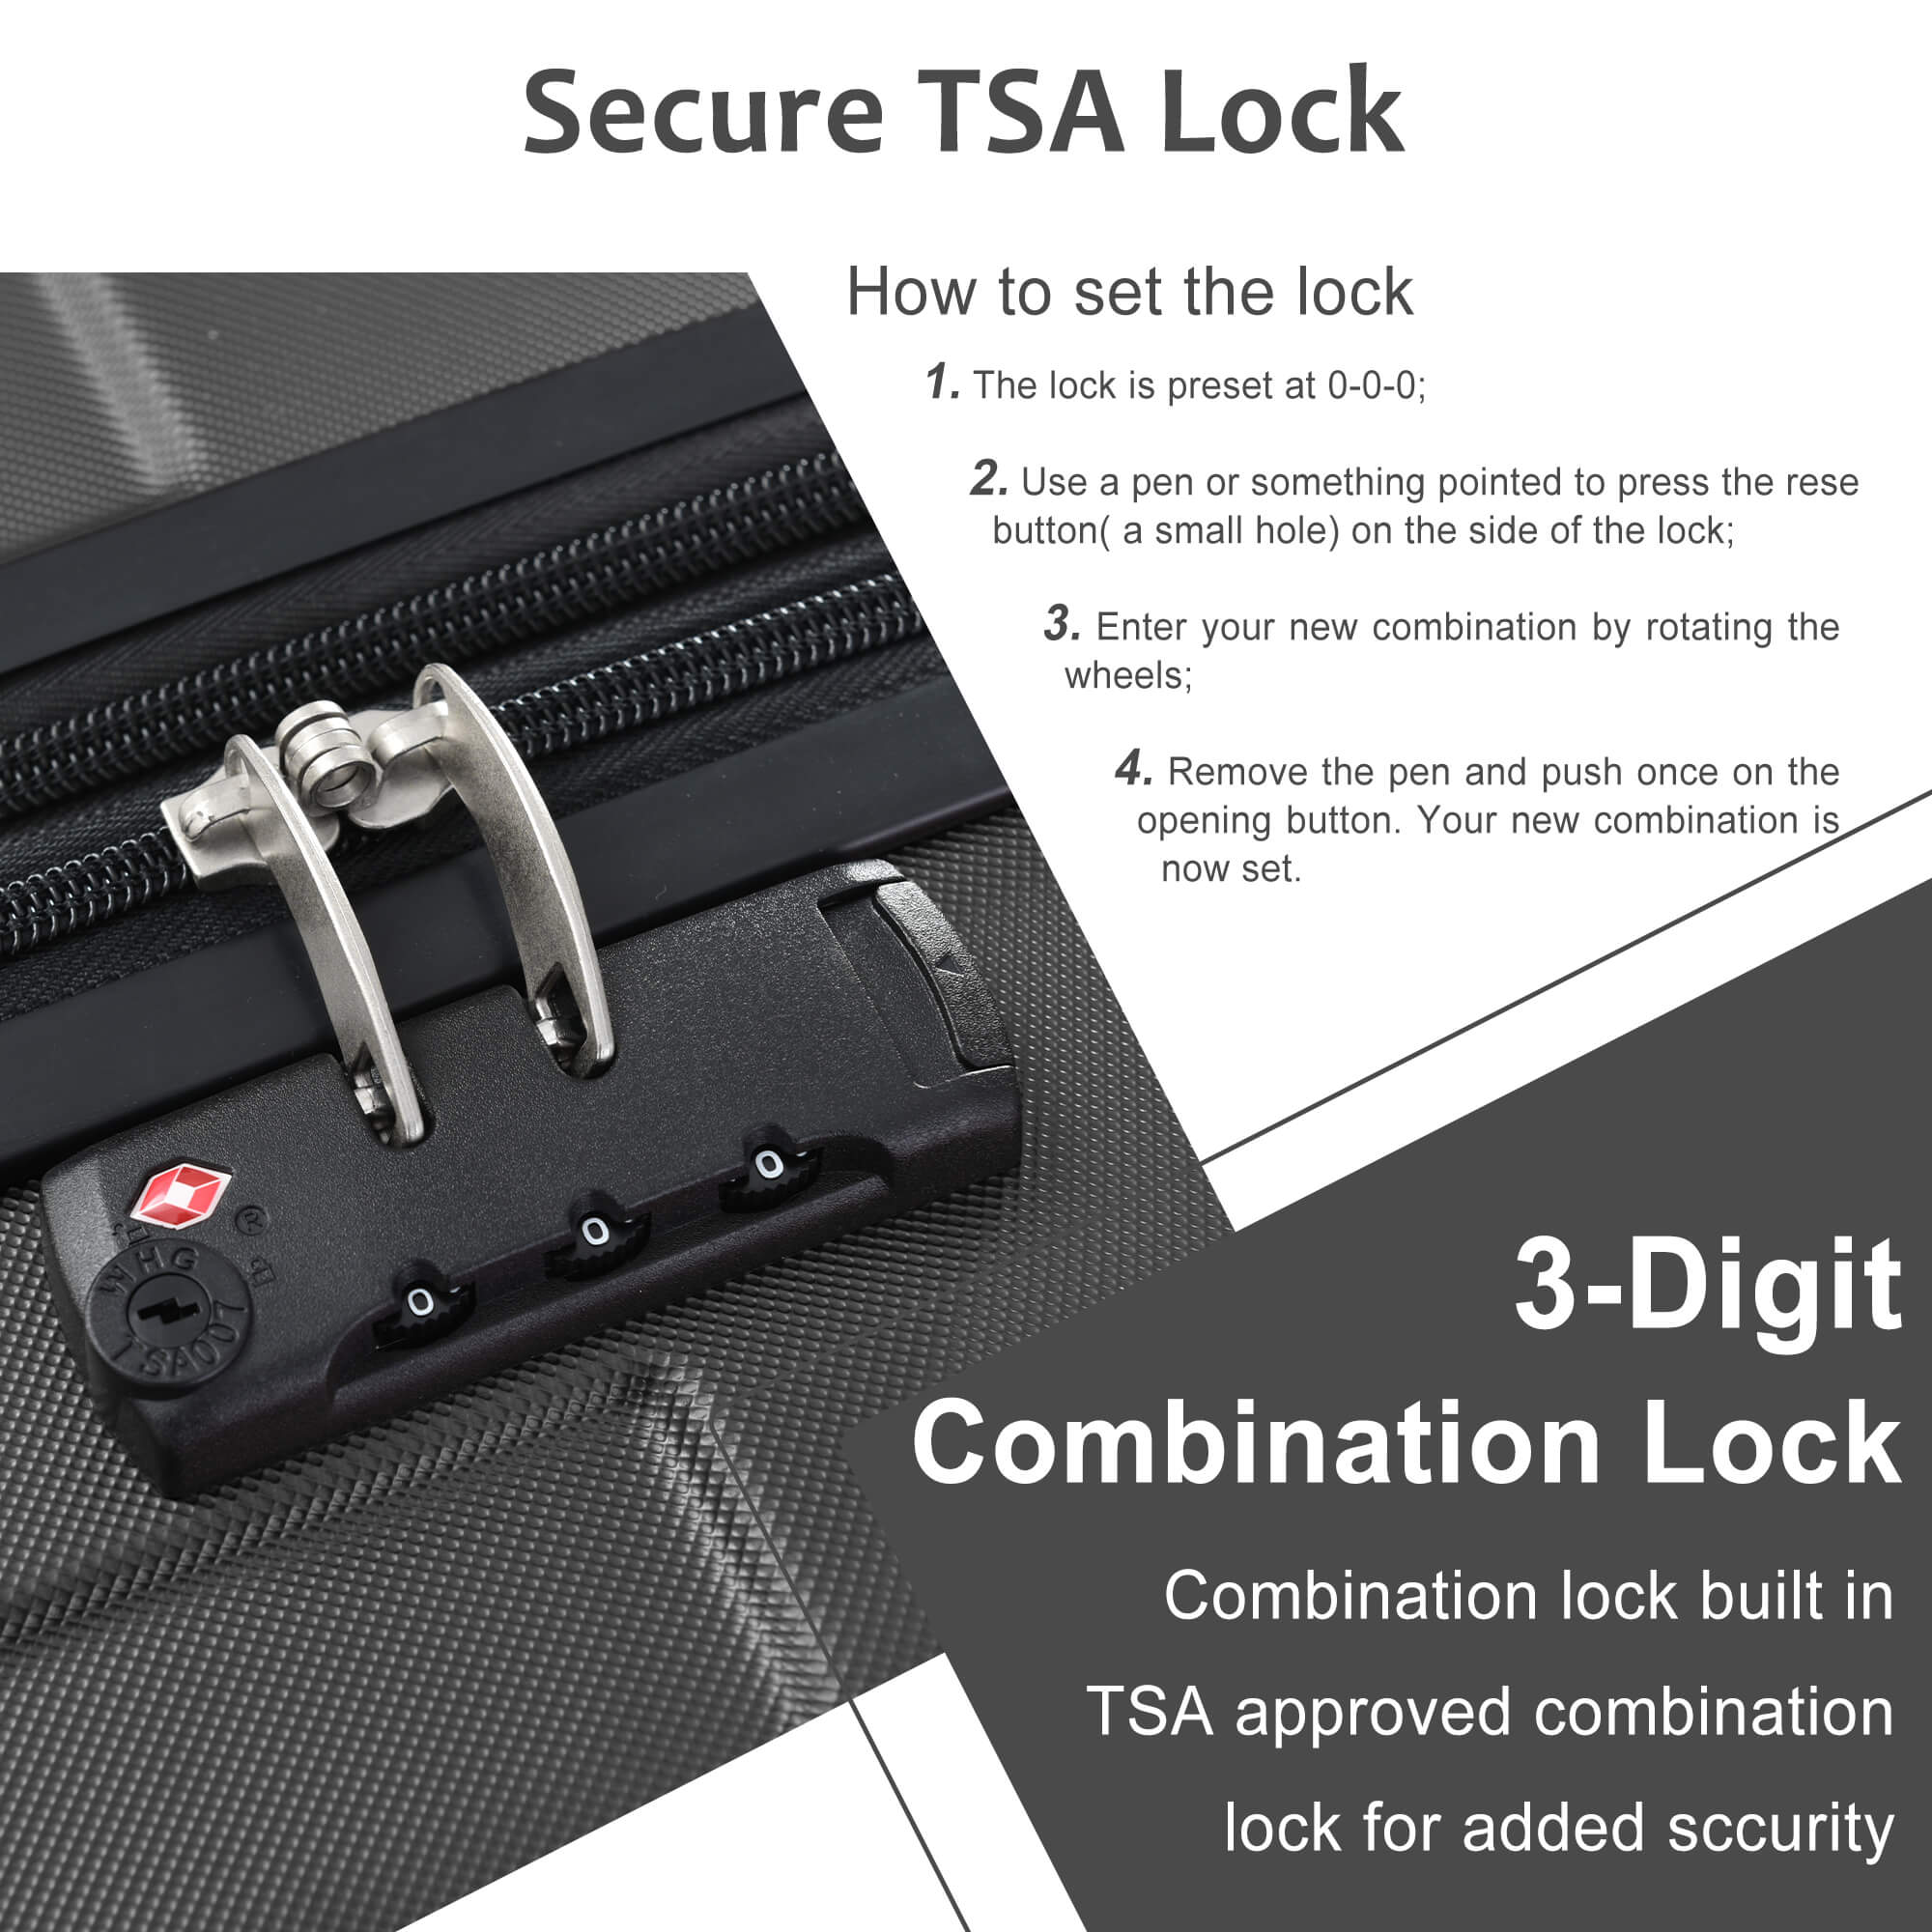 Secure TSA Lock
How to set the lock
1. The lock is preset at 0-0-0;
2. Use a pen or something pointed to press the rese
button( a small hole) on the side of the lock;
3. Enter your new combination by rotating the
wheels;
4. Remove the pen and push once on the
opening button. Your new combination is
now set.
®
WHG
TSA007
0
0
0
3-Digit
Combination Lock
Combination lock built in
TSA approved combination
lock for added sccurity